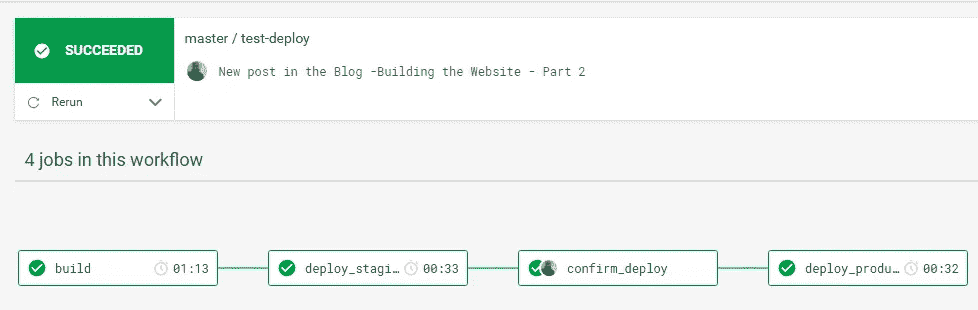 SUCCEEDED
master / test-deploy
New post in the Blog -Building the Website - Part 2
Rerun
4 jobs in this workflow
build 01:13
deploy_stagi… 00:33
confirm_deploy
deploy_produ… 00:32